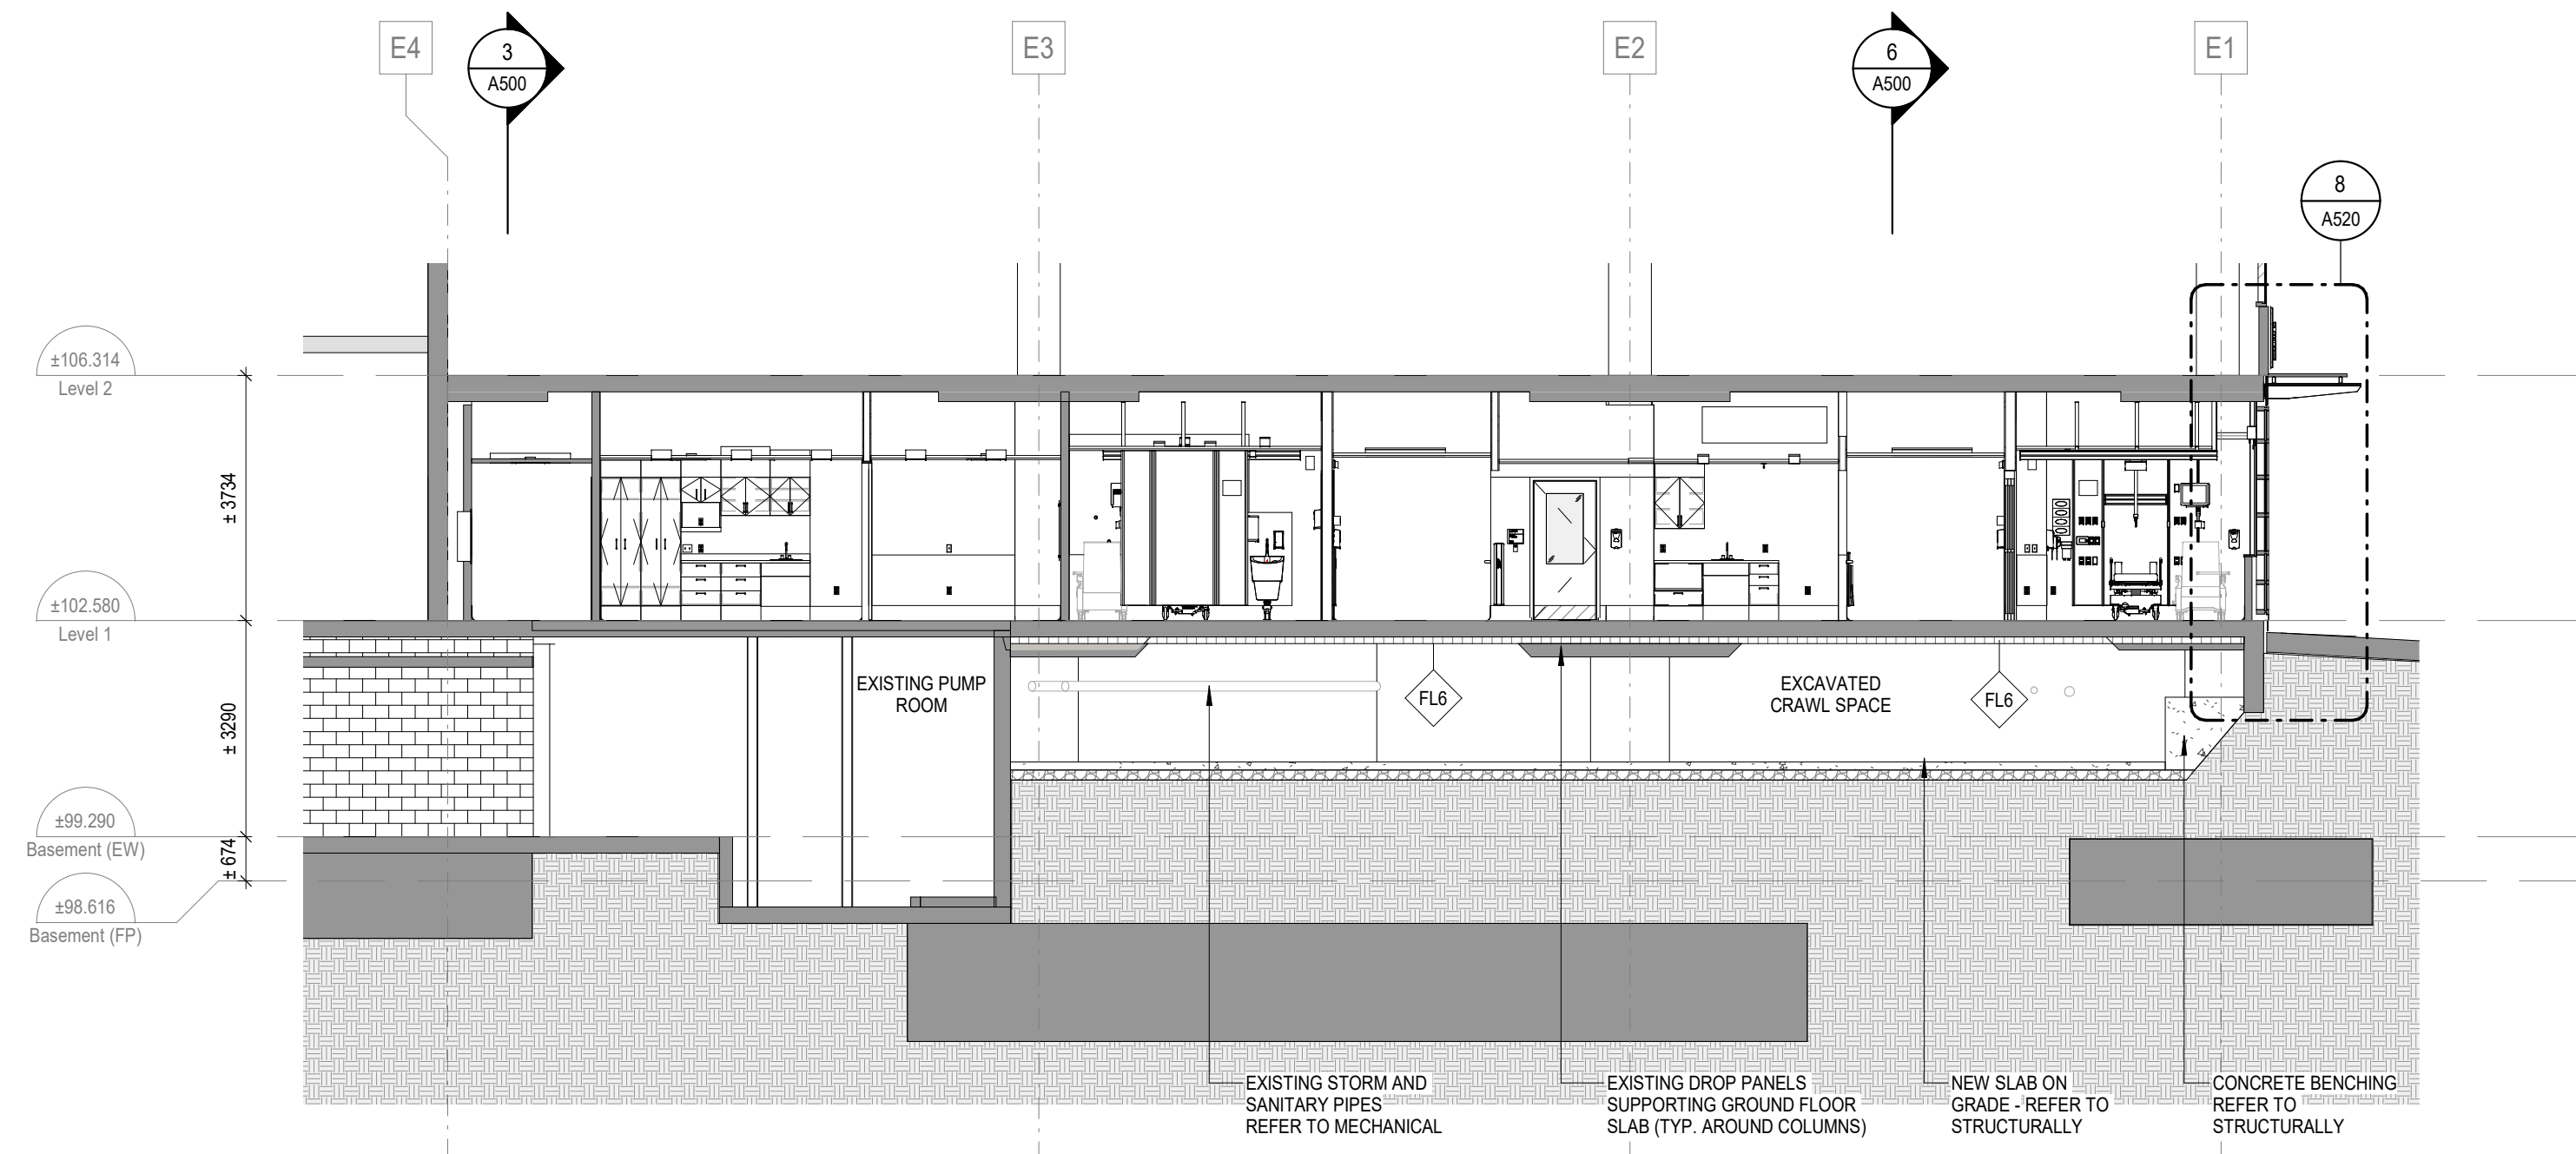 E4
3
A500
E3
E2
6
A500
E1
8
A520
±106.314
Level 2
± 3734
±102.580
Level 1
± 3290
±99.290
Basement (EW)
± 674
±98.616
Basement (FP)
EXISTING PUMP
ROOM
FL6
EXCAVATED
CRAWL SPACE
FL6
EXISTING STORM AND
SANITARY PIPES
REFER TO MECHANICAL
EXISTING DROP PANELS
SUPPORTING GROUND FLOOR
SLAB (TYP. AROUND COLUMNS)
NEW SLAB ON
GRADE - REFER TO
STRUCTURALLY
CONCRETE BENCHING
REFER TO
STRUCTURALLY